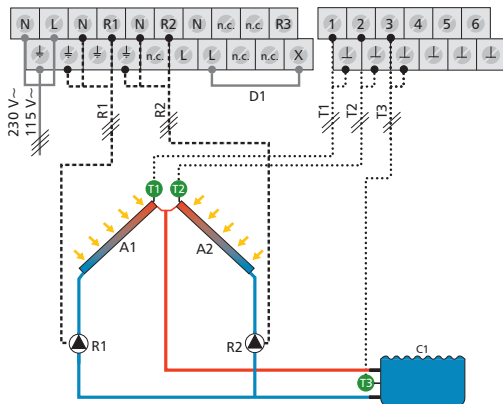 N L N R1 N R2 N n.c. n.c. R3
n.c. L L n.c. n.c. X
1 2 3 4 5 6
D1
230 V~
115 V~
R1
R2
T1
T2
T3
T1 T2
A1 A2
R1 R2
C1
T3